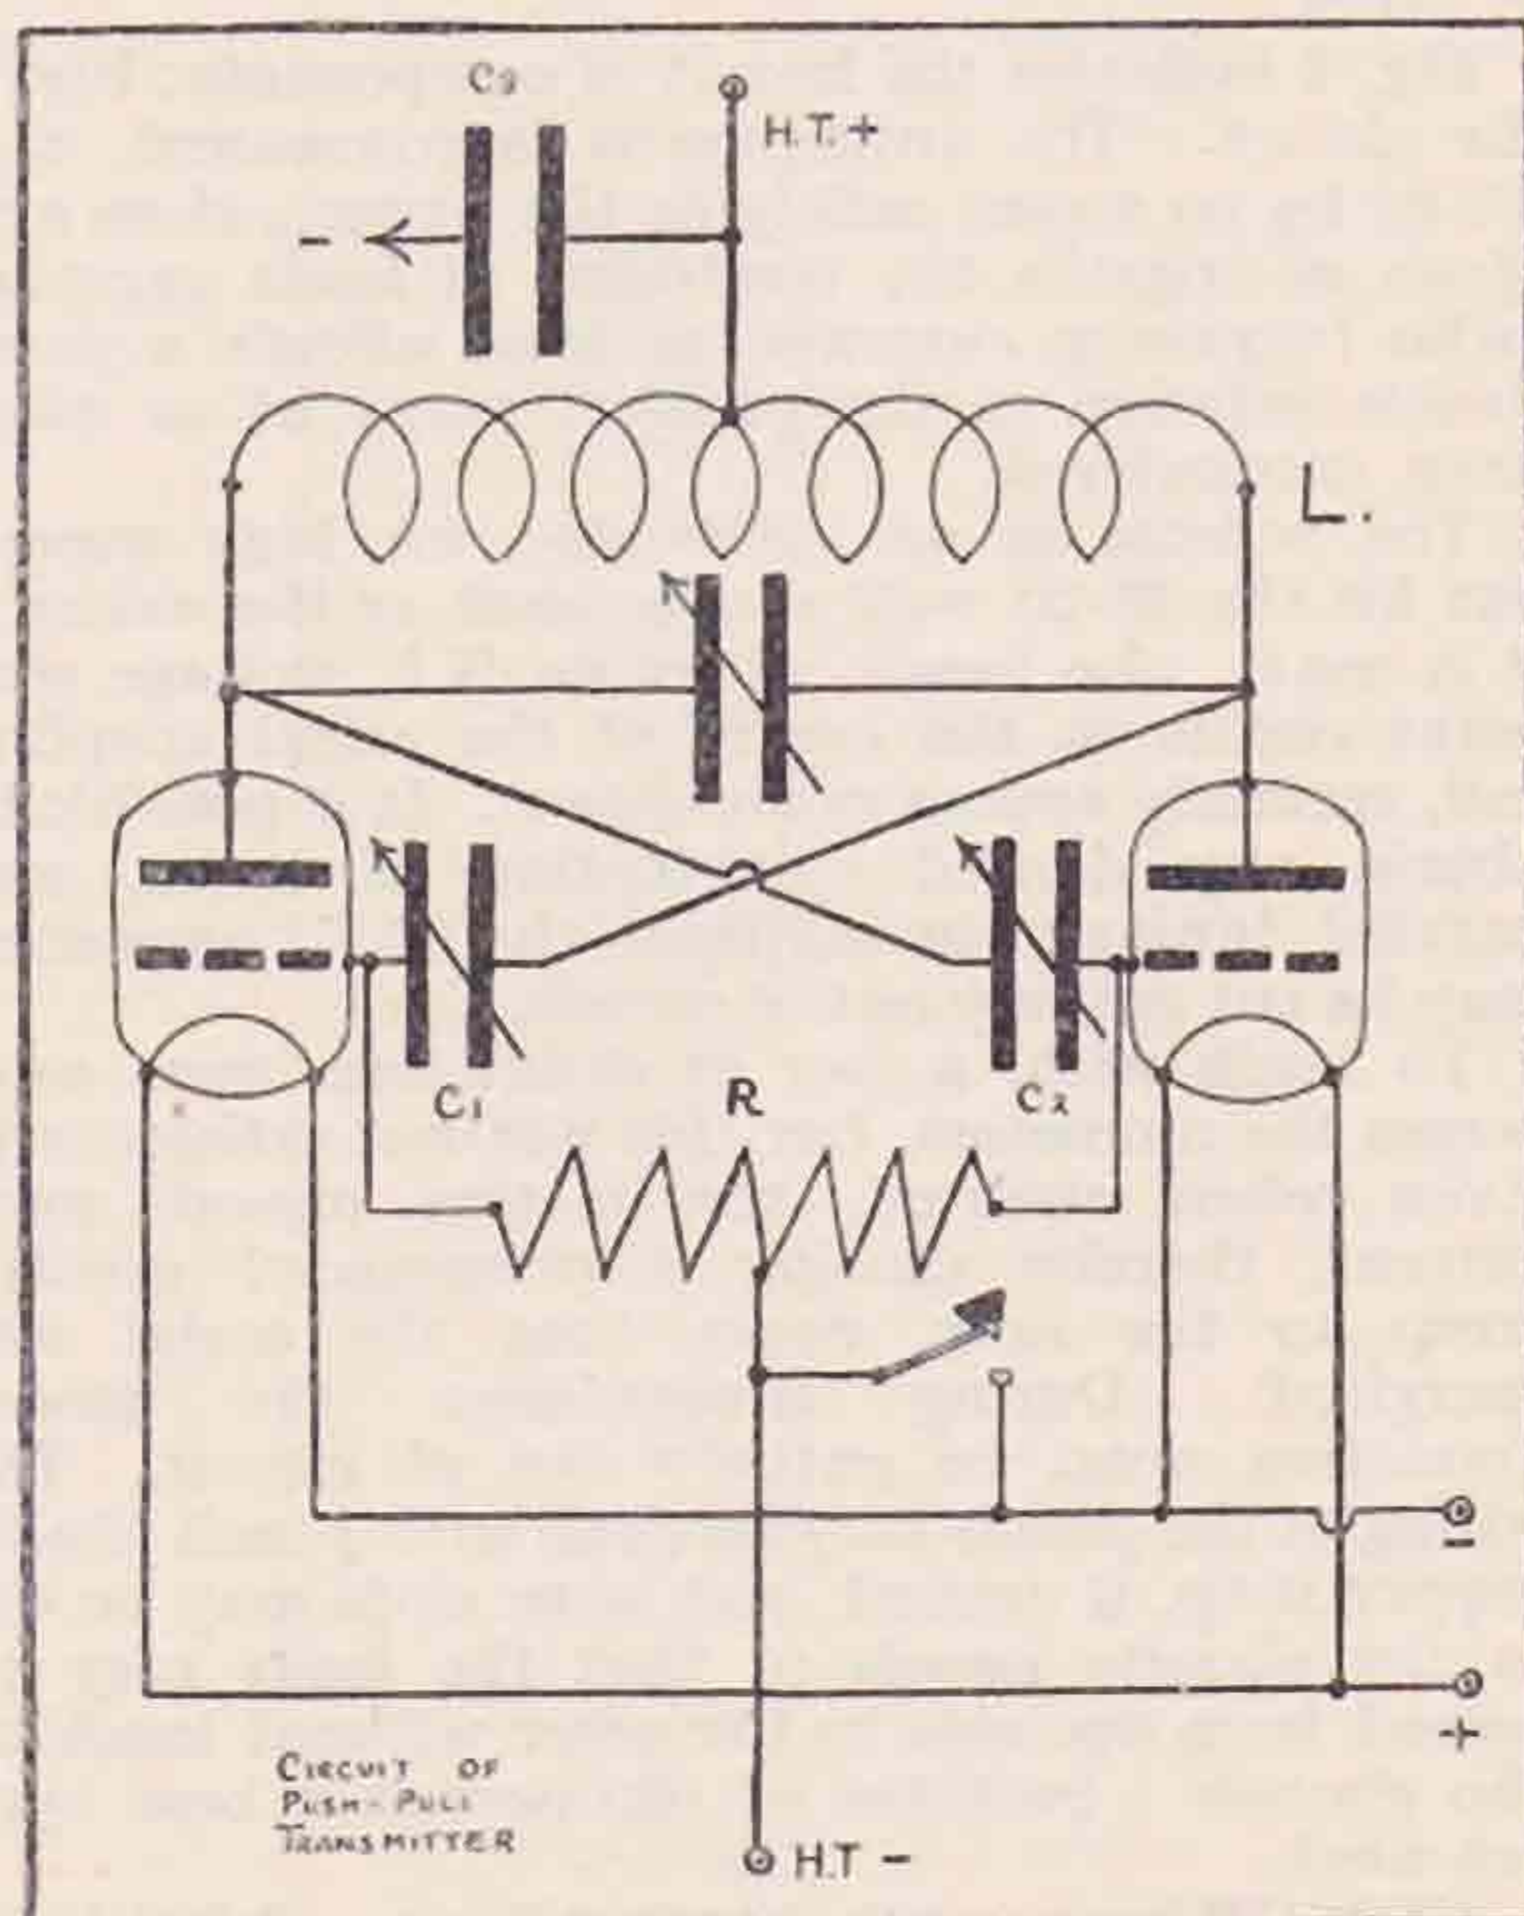 C3
H.T. +
-
L.
C1
R
C2
-
+
CIRCUIT OF
PUSH-PULL
TRANSMITTER
H.T -